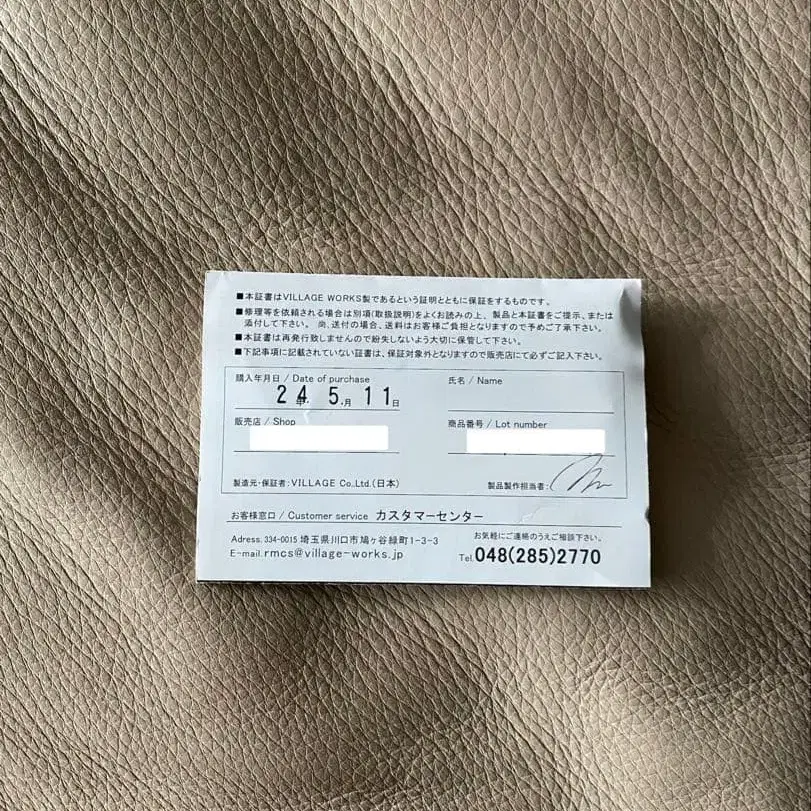 ■本証書はVILLAGE WORKS製であるという証明とともに保証をするものです。
■修理等を依頼される場合は別項(取扱説明)をよくお読みの上、製品と本証書をご提示、または
添付して下さい。尚、送付の場合、送料はお客様ご負担となりますので予めご了承下さい。
■本証書は再発行致しませんので紛失しないよう大切に保管して下さい。
■下記事項に記載されていない証書は、保証対象外となりますので販売店にて必ずご記入下さい。
購入年月日 / Date of purchase
氏名 / Name
24年 5.月 11日
販売店 / Shop
商品番号 / Lot number
製造元・保証者:VILLAGE Co.,Ltd.(日本)
製品製作担当者:
お客様窓口 / Customer service カスタマーセンター
Adress. 334-0015 埼玉県川口市鳩ヶ谷緑町1-3-3
お気軽にご連絡のうえご相談下さい。
E-mail.rmcs@village-works.jp
Tel.048(285)2770